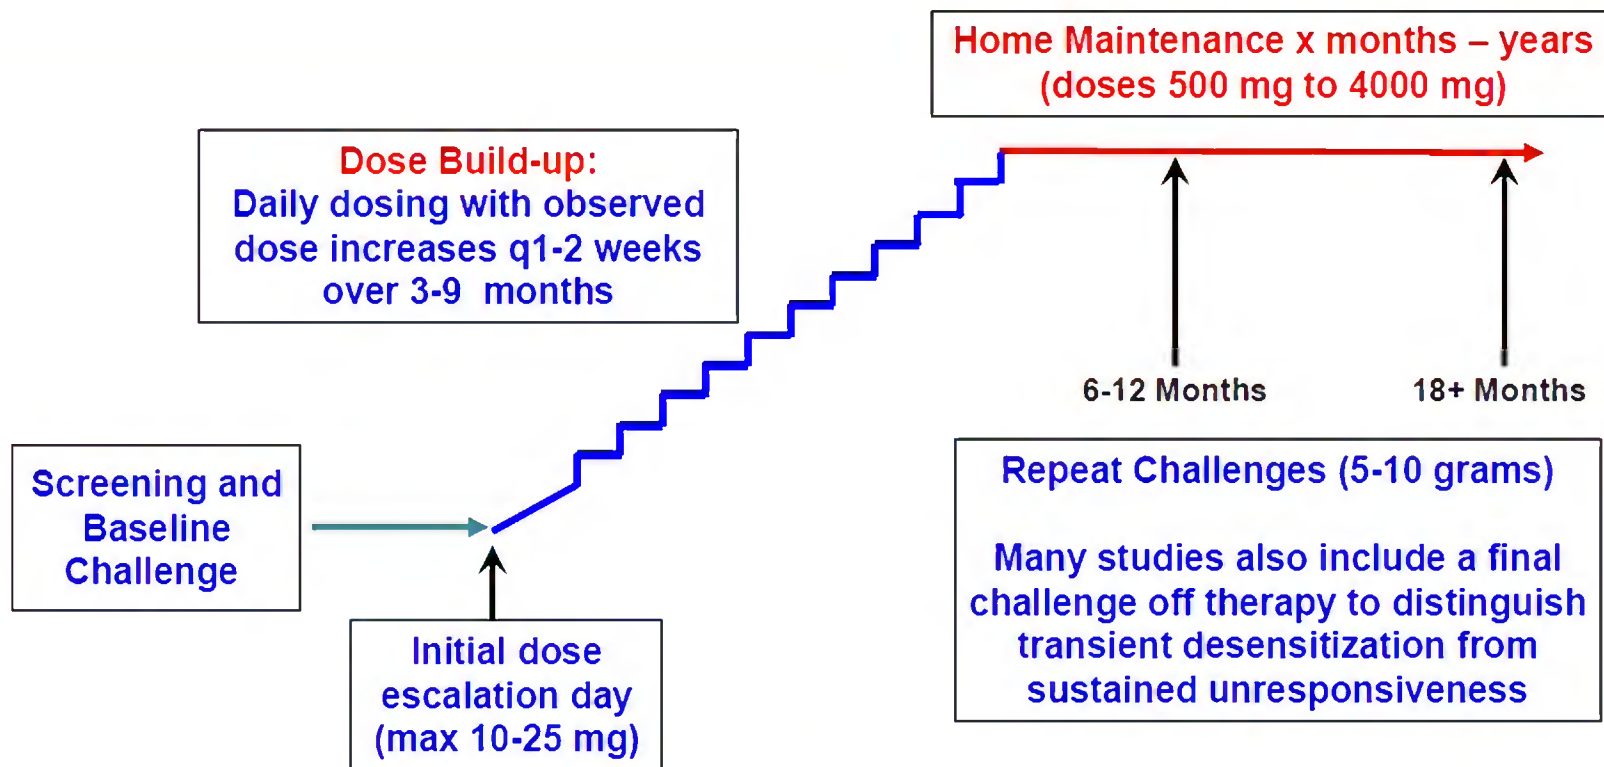 Home Maintenance x months – years
(doses 500 mg to 4000 mg)
Dose Build-up:
Daily dosing with observed
dose increases q1-2 weeks
over 3-9 months
6-12 Months
18+ Months
Screening and
Baseline
Challenge
Initial dose
escalation day
(max 10-25 mg)
Repeat Challenges (5-10 grams)
Many studies also include a final
challenge off therapy to distinguish
transient desensitization from
sustained unresponsiveness